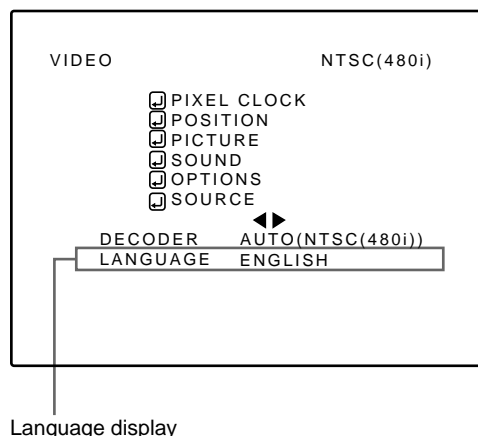 VIDEO NTSC(480i)
PIXEL CLOCK
POSITION
PICTURE
SOUND
OPTIONS
SOURCE
DECODER AUTO(NTSC(480i))
LANGUAGE ENGLISH
Language display